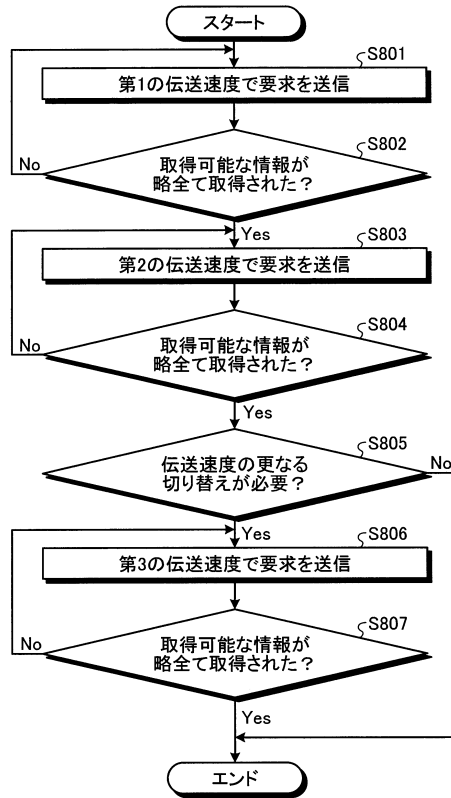 スタート
S801
第1の伝送速度で要求を送信
S802
取得可能な情報が
略全て取得された？
No
Yes
S803
第2の伝送速度で要求を送信
S804
取得可能な情報が
略全て取得された？
No
Yes
S805
伝送速度の更なる
切り替えが必要？
No
Yes
S806
第3の伝送速度で要求を送信
S807
取得可能な情報が
略全て取得された？
No
Yes
エンド